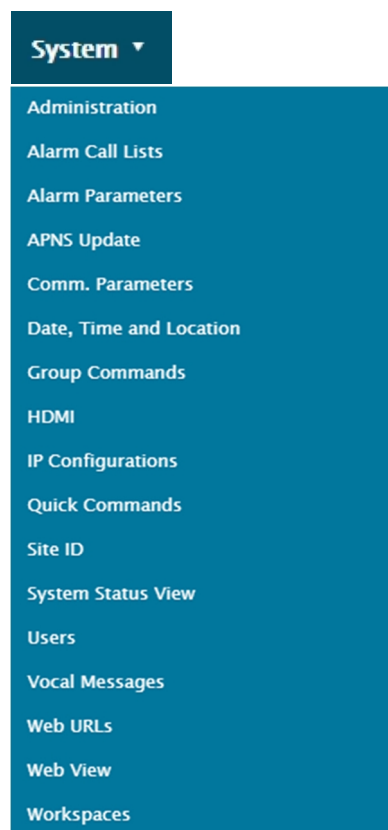 System ▼
Administration
Alarm Call Lists
Alarm Parameters
APNS Update
Comm. Parameters
Date, Time and Location
Group Commands
HDMI
IP Configurations
Quick Commands
Site ID
System Status View
Users
Vocal Messages
Web URLs
Web View
Workspaces